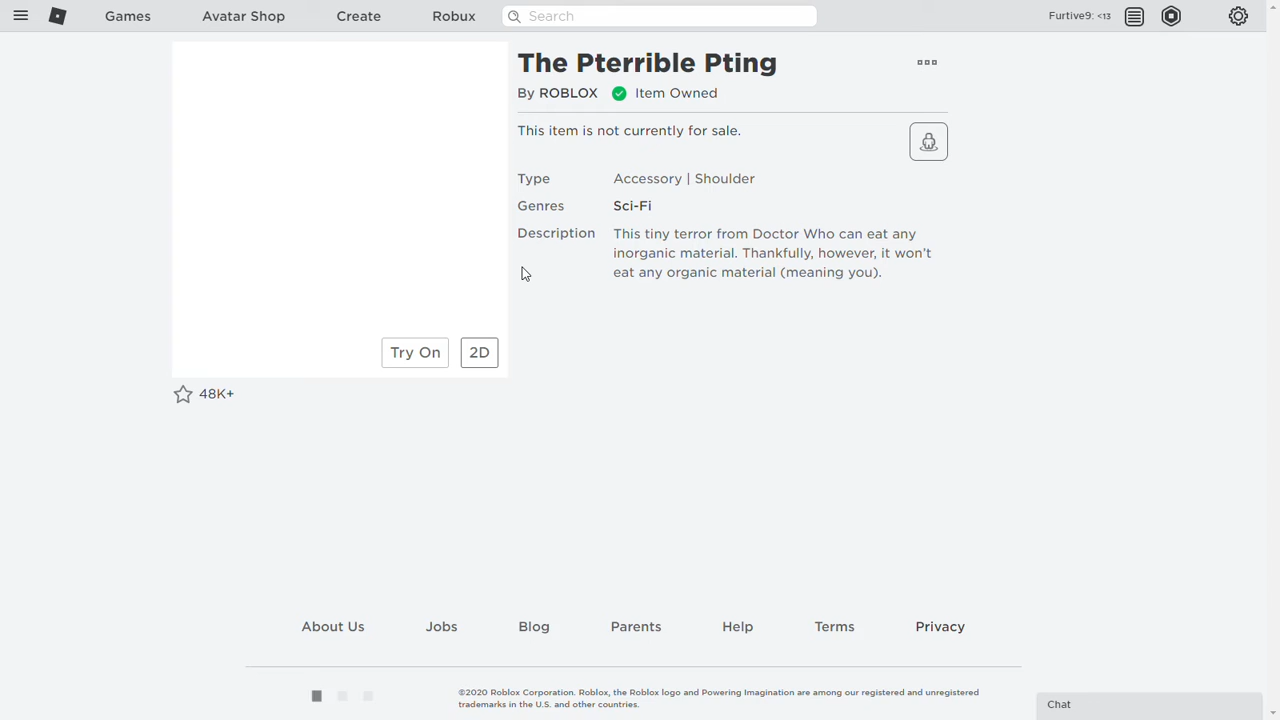 Games Avatar Shop Create Robux Search Furtive9: <13
The Pterrible Pting
By ROBLOX Item Owned
This item is not currently for sale.
Type Accessory | Shoulder
Genres Sci-Fi
Description This tiny terror from Doctor Who can eat any
inorganic material. Thankfully, however, it won't
eat any organic material (meaning you).
Try On 2D
48K+
About Us Jobs Blog Parents Help Terms Privacy
©2020 Roblox Corporation. Roblox, the Roblox logo and Powering Imagination are among our registered and unregistered
trademarks in the U.S. and other countries.
Chat